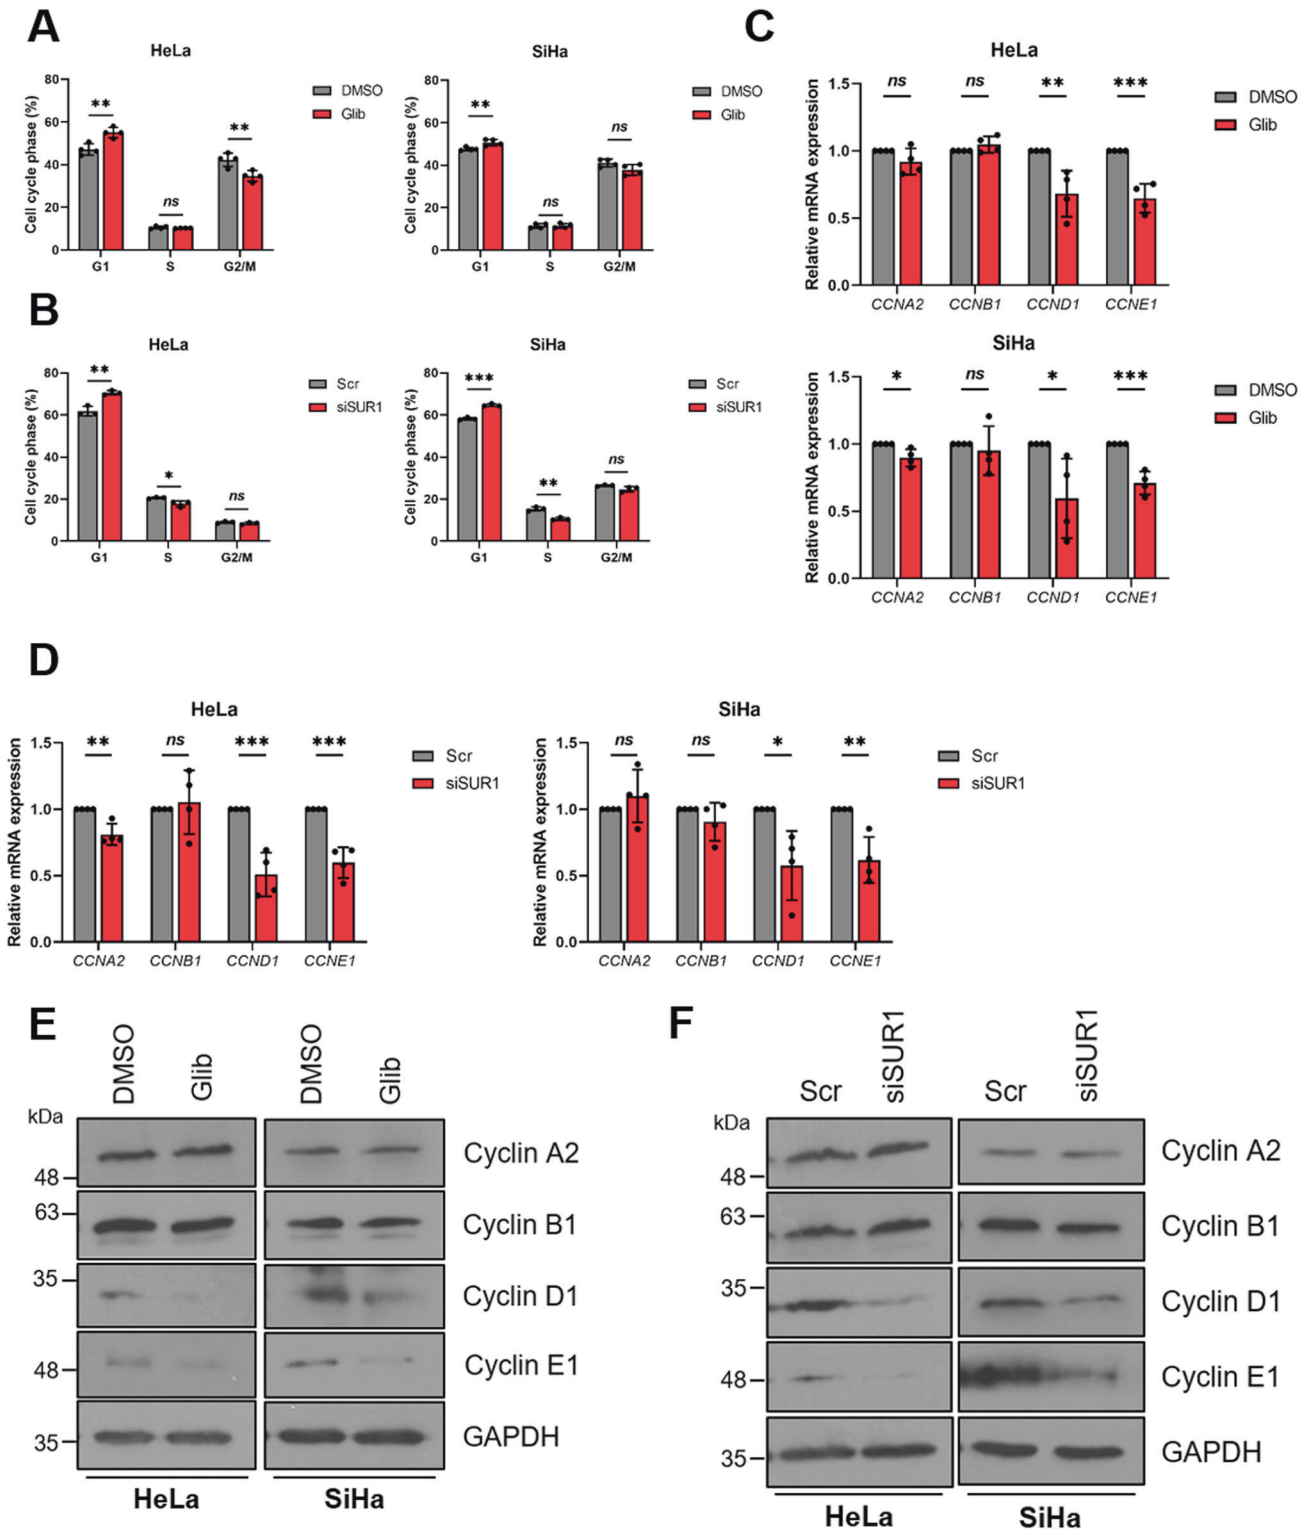 A
HeLa
80
60
40
20
0
Cell cycle phase (%)
**
ns
**
G1 S G2/M
DMSO
Glib
SiHa
80
60
40
20
0
Cell cycle phase (%)
**
ns
ns
G1 S G2/M
DMSO
Glib
B
HeLa
80
60
40
20
0
Cell cycle phase (%)
**
*
ns
G1 S G2/M
Scr
siSUR1
SiHa
80
60
40
20
0
Cell cycle phase (%)
***
**
ns
G1 S G2/M
Scr
siSUR1
C
HeLa
1.5
1.0
0.5
0.0
Relative mRNA expression
ns ns ** ***
CCNA2 CCNB1 CCND1 CCNE1
DMSO
Glib
SiHa
1.5
1.0
0.5
0.0
Relative mRNA expression
* ns * ***
CCNA2 CCNB1 CCND1 CCNE1
DMSO
Glib
D
HeLa
1.5
1.0
0.5
0.0
Relative mRNA expression
** ns *** ***
CCNA2 CCNB1 CCND1 CCNE1
Scr
siSUR1
SiHa
1.5
1.0
0.5
0.0
Relative mRNA expression
ns ns * **
CCNA2 CCNB1 CCND1 CCNE1
Scr
siSUR1
E
DMSO Glib DMSO Glib
kDa
48 Cyclin A2
63 Cyclin B1
35 Cyclin D1
48 Cyclin E1
35 GAPDH
HeLa SiHa
F
Scr siSUR1 Scr siSUR1
kDa
48 Cyclin A2
63 Cyclin B1
35 Cyclin D1
48 Cyclin E1
35 GAPDH
HeLa SiHa